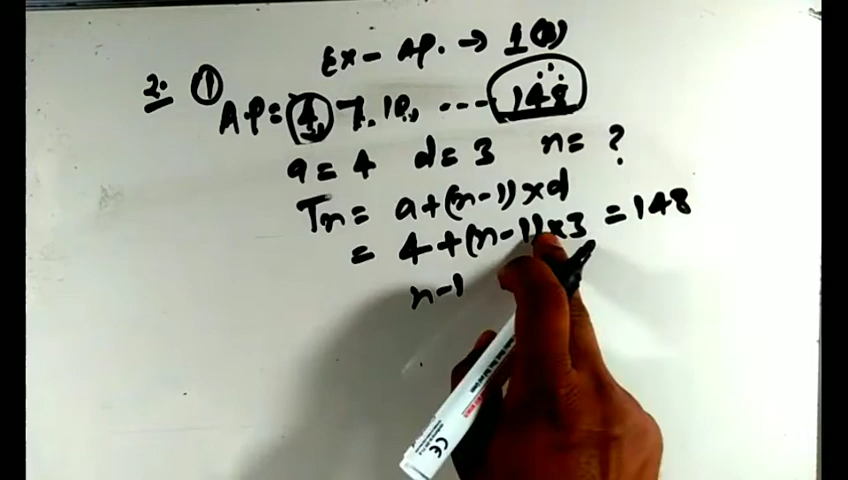 Ex - AP. → 1(B)
2. ①
AP = 4, 7, 10, ---- 148
a = 4 d = 3 n = ?
Tn = a+(n-1)×d
= 4+(n-1)×3 = 148
n-1
CE